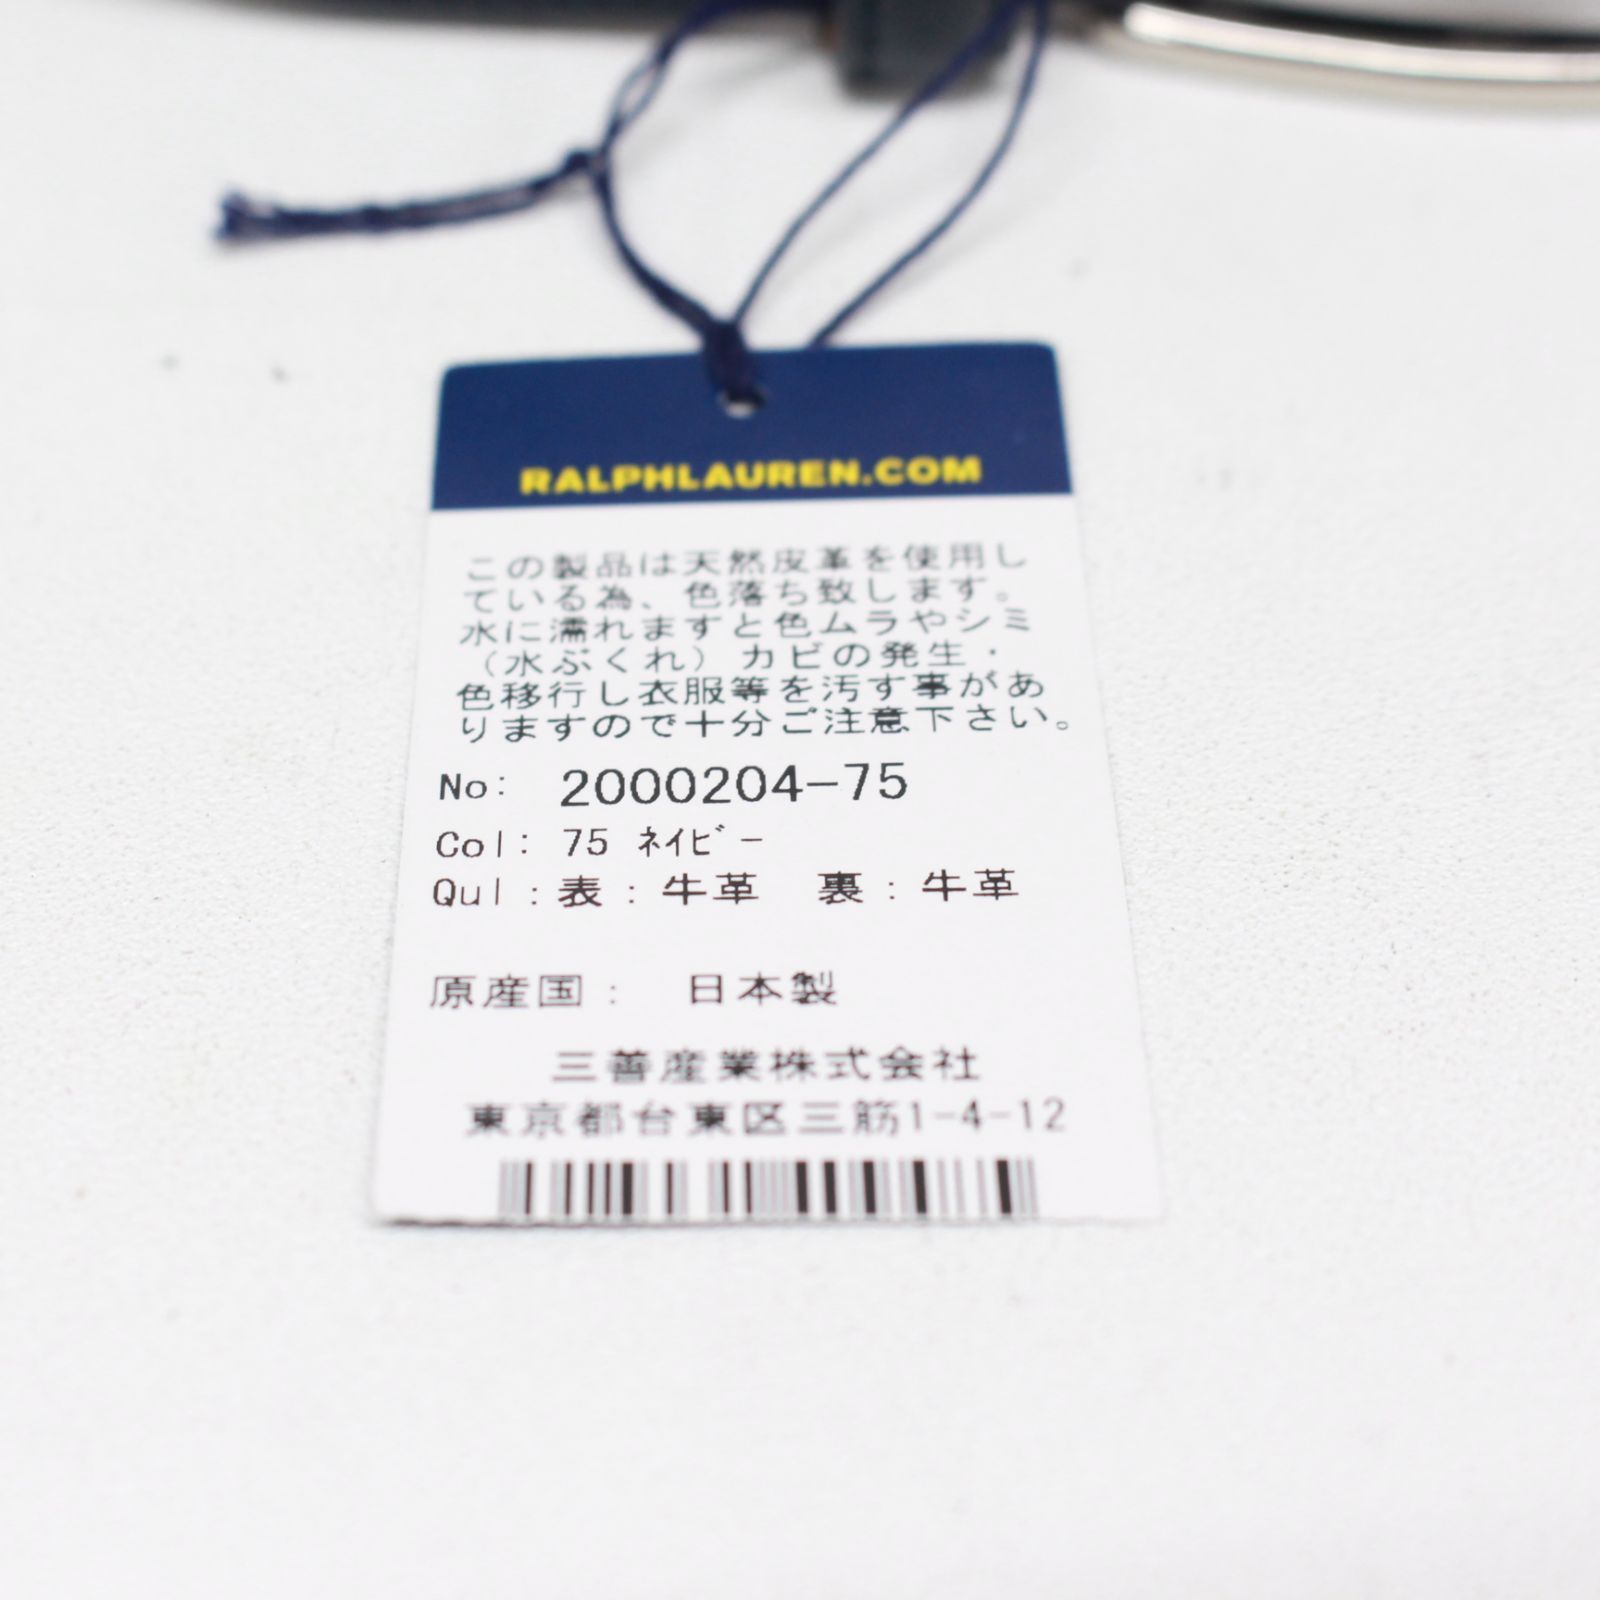 RALPHLAUREN.COM
この製品は天然皮革を使用し
ている為、色落ち致します。
水に濡れますと色ムラやシミ
（水ぶくれ）カビの発生・
色移行し衣服等を汚す事があ
りますので十分ご注意下さい。
No: 2000204-75
Col: 75 ﾈｲﾋﾞｰ
Qul:表:牛革 裏:牛革
原産国: 日本製
三善産業株式会社
東京都台東区三筋1-4-12